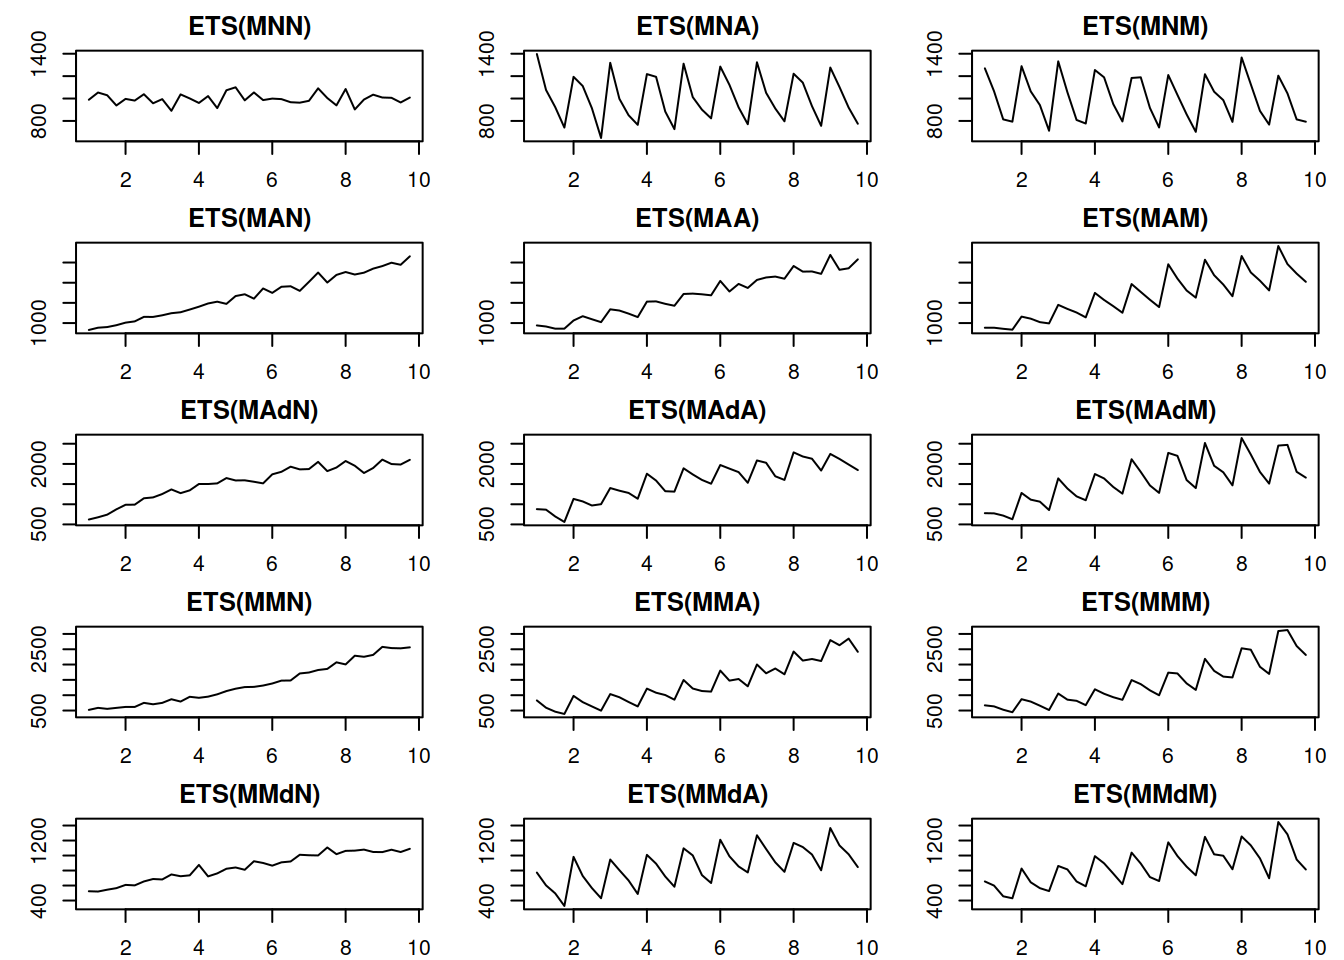 ETS(MNN) ETS(MNA) ETS(MNM)
1400 1400 1400
800 800 800
2 4 6 8 10 2 4 6 8 10 2 4 6 8 10
ETS(MAN) ETS(MAA) ETS(MAM)
1000 1000 1000
2 4 6 8 10 2 4 6 8 10 2 4 6 8 10
ETS(MAdN) ETS(MAdA) ETS(MAdM)
2000 2000 2000
500 500 500
2 4 6 8 10 2 4 6 8 10 2 4 6 8 10
ETS(MMN) ETS(MMA) ETS(MMM)
2500 2500 2500
500 500 500
2 4 6 8 10 2 4 6 8 10 2 4 6 8 10
ETS(MMdN) ETS(MMdA) ETS(MMdM)
1200 1200 1200
400 400 400
2 4 6 8 10 2 4 6 8 10 2 4 6 8 10